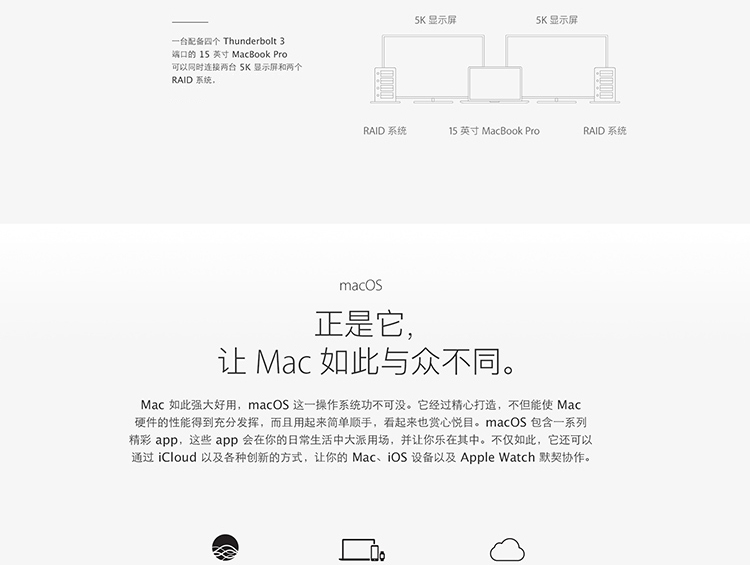 5K 显示屏
5K 显示屏
一台配备四个 Thunderbolt 3
端口的 15 英寸 MacBook Pro
可以同时连接两台 5K 显示屏和两个
RAID 系统。
RAID 系统
15 英寸 MacBook Pro
RAID 系统
macOS
正是它，
让 Mac 如此与众不同。
Mac 如此强大好用，macOS 这一操作系统功不可没。它经过精心打造，不但能使 Mac
硬件的性能得到充分发挥，而且用起来简单顺手，看起来也赏心悦目。macOS 包含一系列
精彩 app，这些 app 会在你的日常生活中大派用场，并让你乐在其中。不仅如此，它还可以
通过 iCloud 以及各种创新的方式，让你的 Mac、iOS 设备以及 Apple Watch 默契协作。